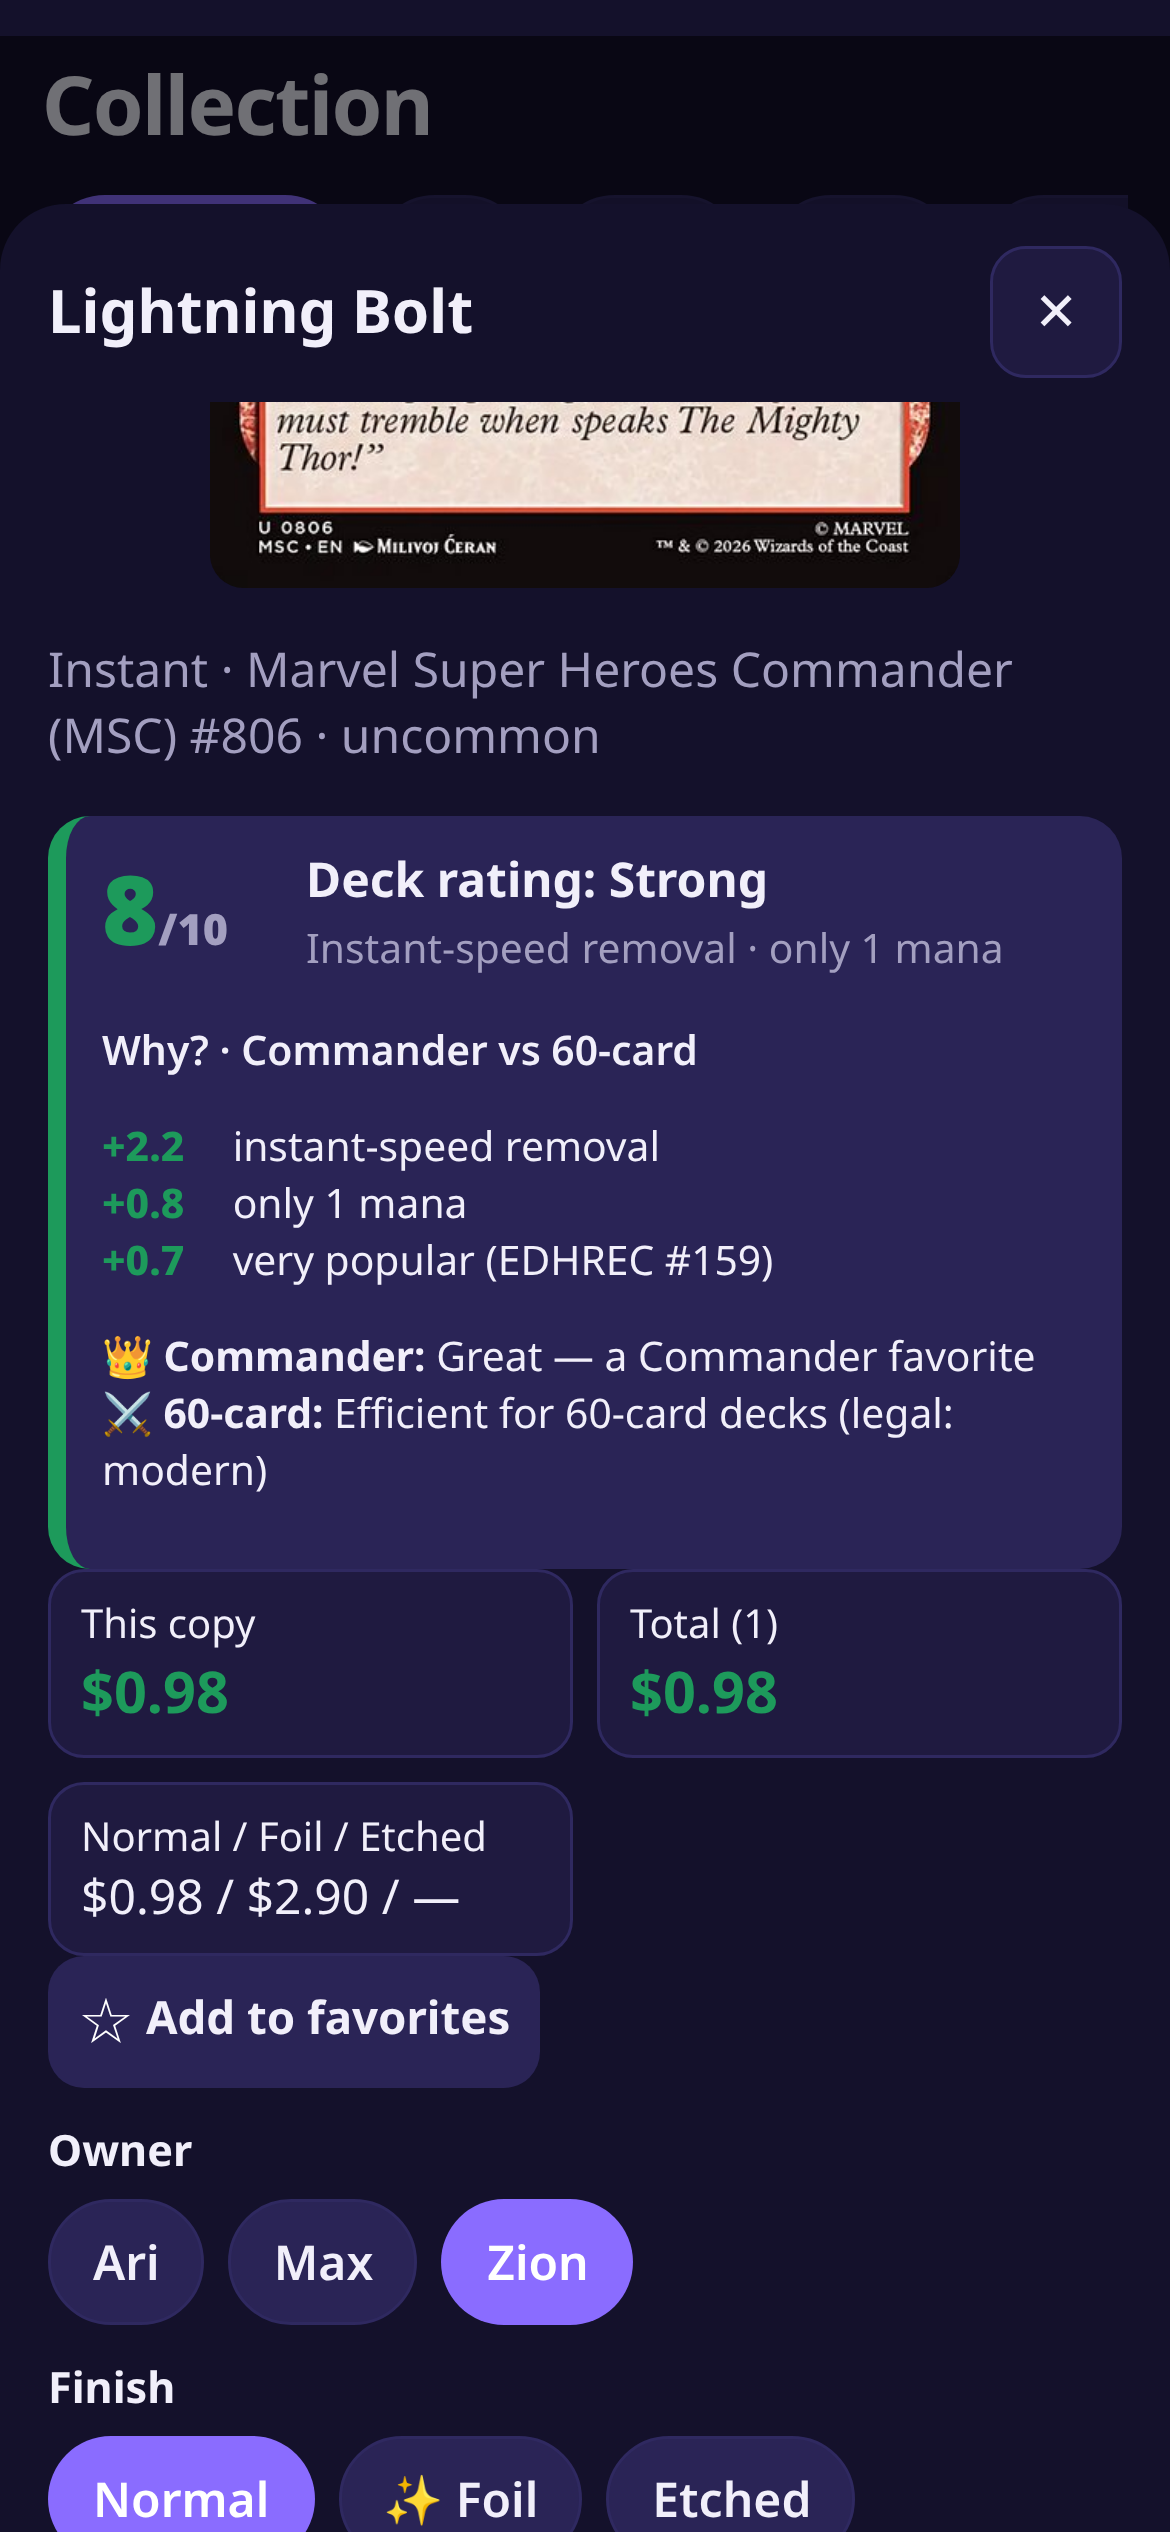 Collection
Lightning Bolt
✕
must tremble when speaks The Mighty
Thor!”
U 0806
MSC • EN Milivoj Ćeran
© MARVEL
™ & © 2026 Wizards of the Coast
Instant · Marvel Super Heroes Commander
(MSC) #806 · uncommon
8/10
Deck rating: Strong
Instant-speed removal · only 1 mana
Why? · Commander vs 60-card
+2.2 instant-speed removal
+0.8 only 1 mana
+0.7 very popular (EDHREC #159)
👑 Commander: Great — a Commander favorite
⚔️ 60-card: Efficient for 60-card decks (legal:
modern)
This copy
$0.98
Total (1)
$0.98
Normal / Foil / Etched
$0.98 / $2.90 / —
☆ Add to favorites
Owner
Ari
Max
Zion
Finish
Normal
✨ Foil
Etched